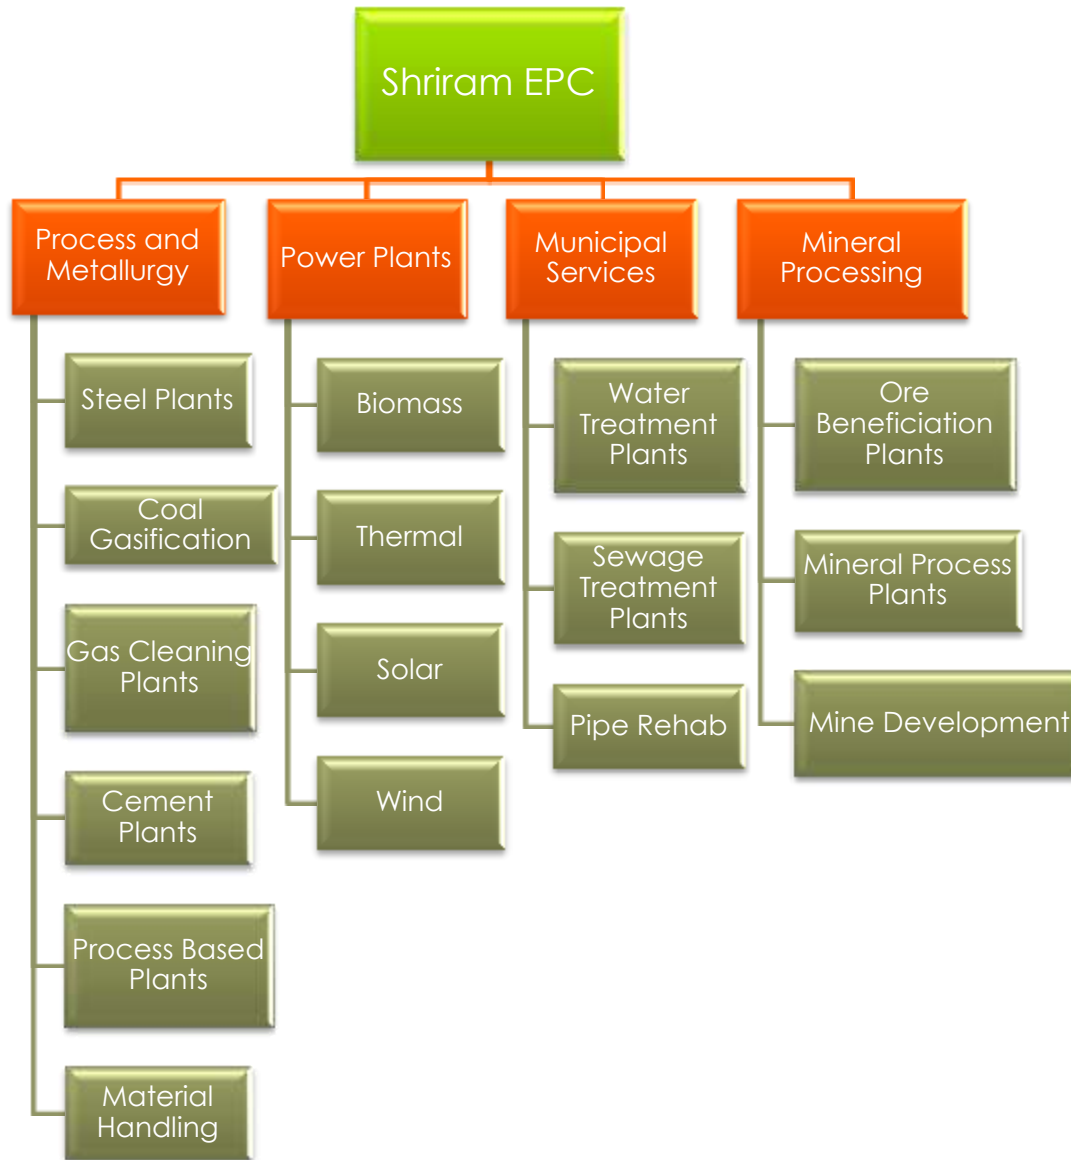 Shriram EPC
Process and
Metallurgy
Steel Plants
Coal
Gasification
Gas Cleaning
Plants
Cement
Plants
Process Based
Plants
Material
Handling
Power Plants
Biomass
Thermal
Solar
Wind
Municipal
Services
Water
Treatment
Plants
Sewage
Treatment
Plants
Pipe Rehab
Mineral
Processing
Ore
Beneficiation
Plants
Mineral Process
Plants
Mine Development